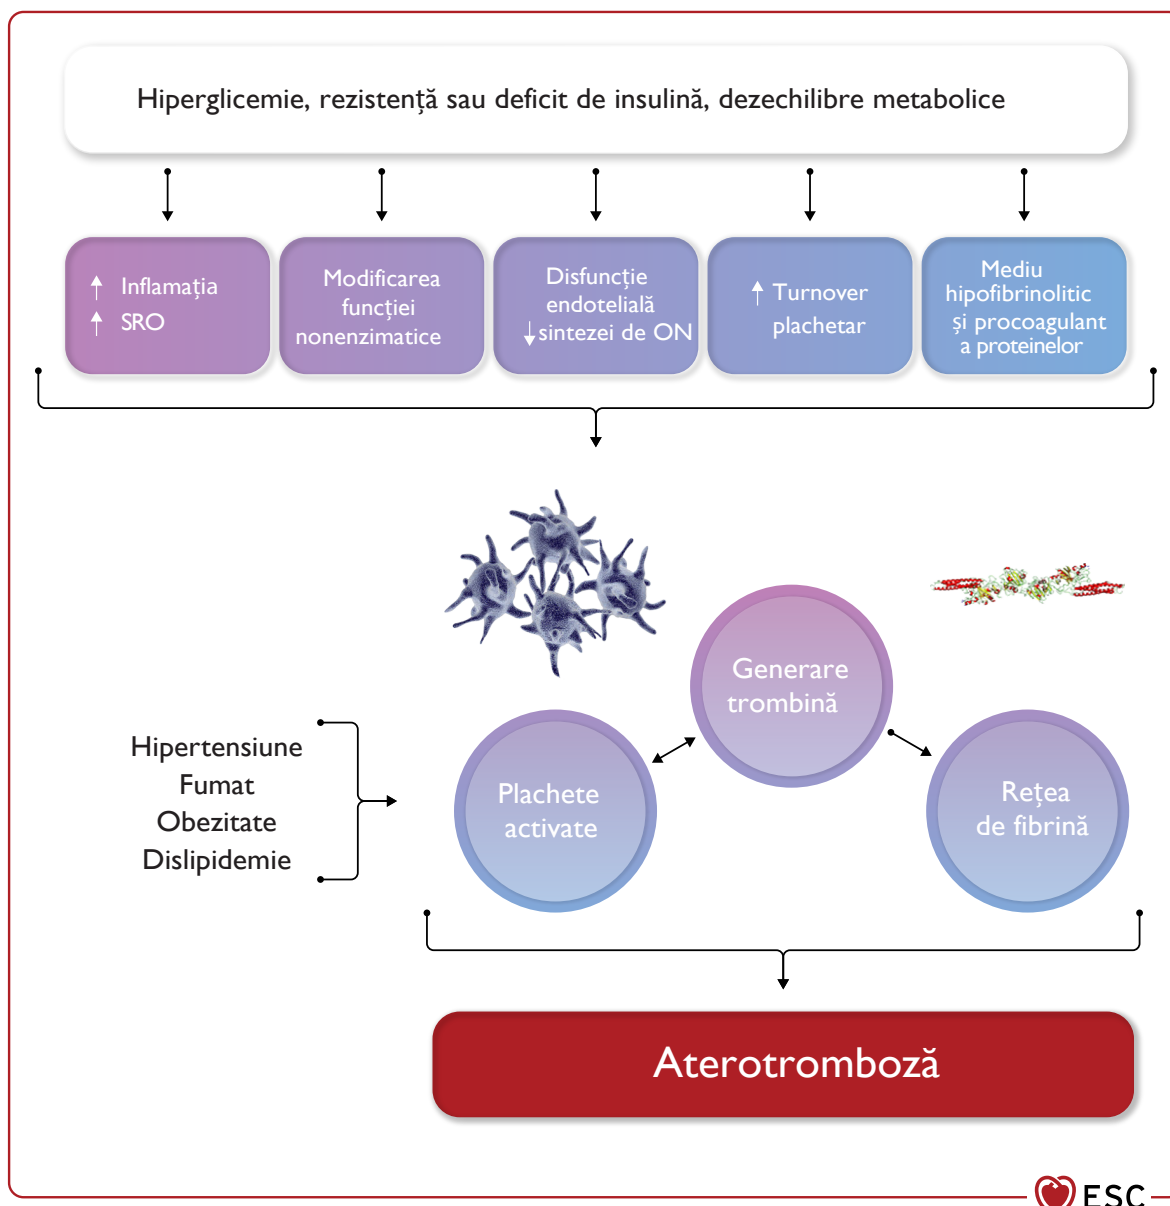 Hiperglicemie, rezistență sau deficit de insulină, dezechilibre metabolice
↑ Inflamația
↑ SRO
Modificarea
funcției
nonenzimatice
Disfuncție
endotelială
↓ sintezei de ON
↑ Turnover
plachetar
Mediu
hipofibrinolitic
și procoagulant
a proteinelor
Generare
trombină
Plachete
activate
Rețea
de fibrină
Hipertensiune
Fumat
Obezitate
Dislipidemie
Aterotromboză
ESC